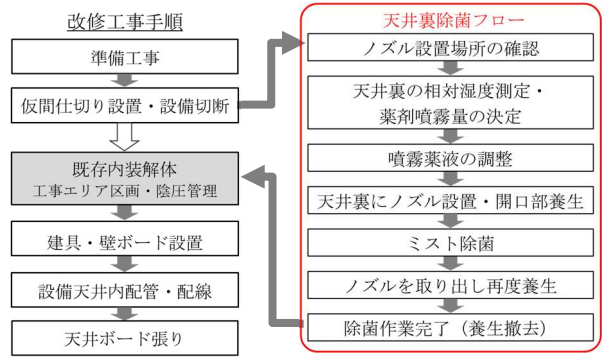 改修工事手順
準備工事
仮間仕切り設置・設備切断
既存内装解体
工事エリア区画・陰圧管理
建具・壁ボード設置
設備天井内配管・配線
天井ボード張り
天井裏除菌フロー
ノズル設置場所の確認
天井裏の相対湿度測定・
薬剤噴霧量の決定
噴霧薬液の調整
天井裏にノズル設置・開口部養生
ミスト除菌
ノズルを取り出し再度養生
除菌作業完了（養生撤去）